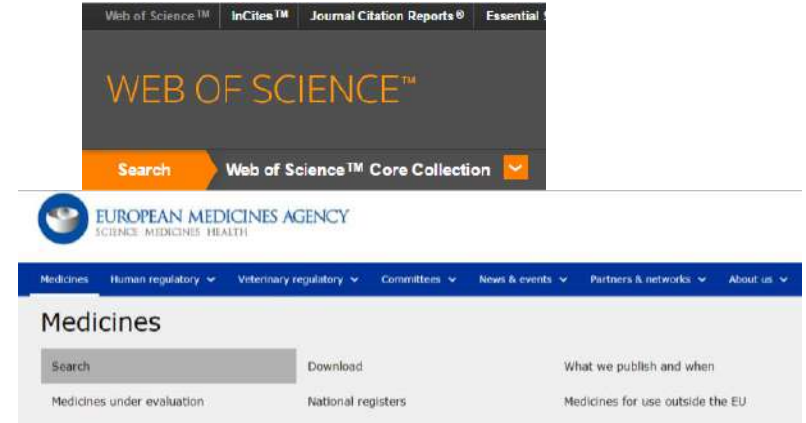 Web of Science™ InCites™ Journal Citation Reports® Essential
WEB OF SCIENCE™
Search Web of Science™ Core Collection
EUROPEAN MEDICINES AGENCY
SCIENCE MEDICINES HEALTH
Medicines Human regulatory Veterinary regulatory Committees News & events Partners & networks About us
Medicines
Search Download What we publish and when
Medicines under evaluation National registers Medicines for use outside the EU